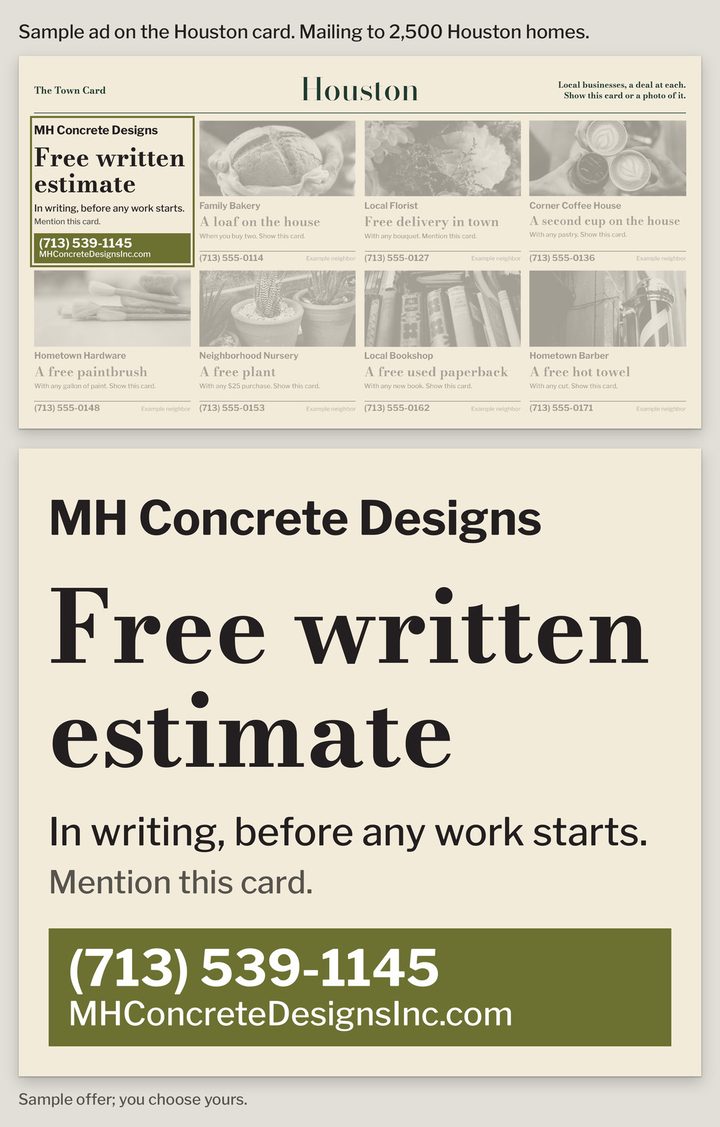 Sample ad on the Houston card. Mailing to 2,500 Houston homes.
The Town Card
Houston
Local businesses, a deal at each.
Show this card or a photo of it.
MH Concrete Designs
Free written
estimate
In writing, before any work starts.
Mention this card.
(713) 539-1145
MHConcreteDesignsInc.com
Family Bakery
A loaf on the house
When you buy two. Show this card.
(713) 555-0114
Example neighbor
Local Florist
Free delivery in town
With any bouquet. Mention this card.
(713) 555-0127
Example neighbor
Corner Coffee House
A second cup on the house
With any pastry. Show this card.
(713) 555-0136
Example neighbor
Hometown Hardware
A free paintbrush
With any gallon of paint. Show this card.
(713) 555-0148
Example neighbor
Neighborhood Nursery
A free plant
With any $25 purchase. Show this card.
(713) 555-0153
Example neighbor
Local Bookshop
A free used paperback
With any new book. Show this card.
(713) 555-0162
Example neighbor
Hometown Barber
A free hot towel
With any cut. Show this card.
(713) 555-0171
Example neighbor
MH Concrete Designs
Free written
estimate
In writing, before any work starts.
Mention this card.
(713) 539-1145
MHConcreteDesignsInc.com
Sample offer; you choose yours.